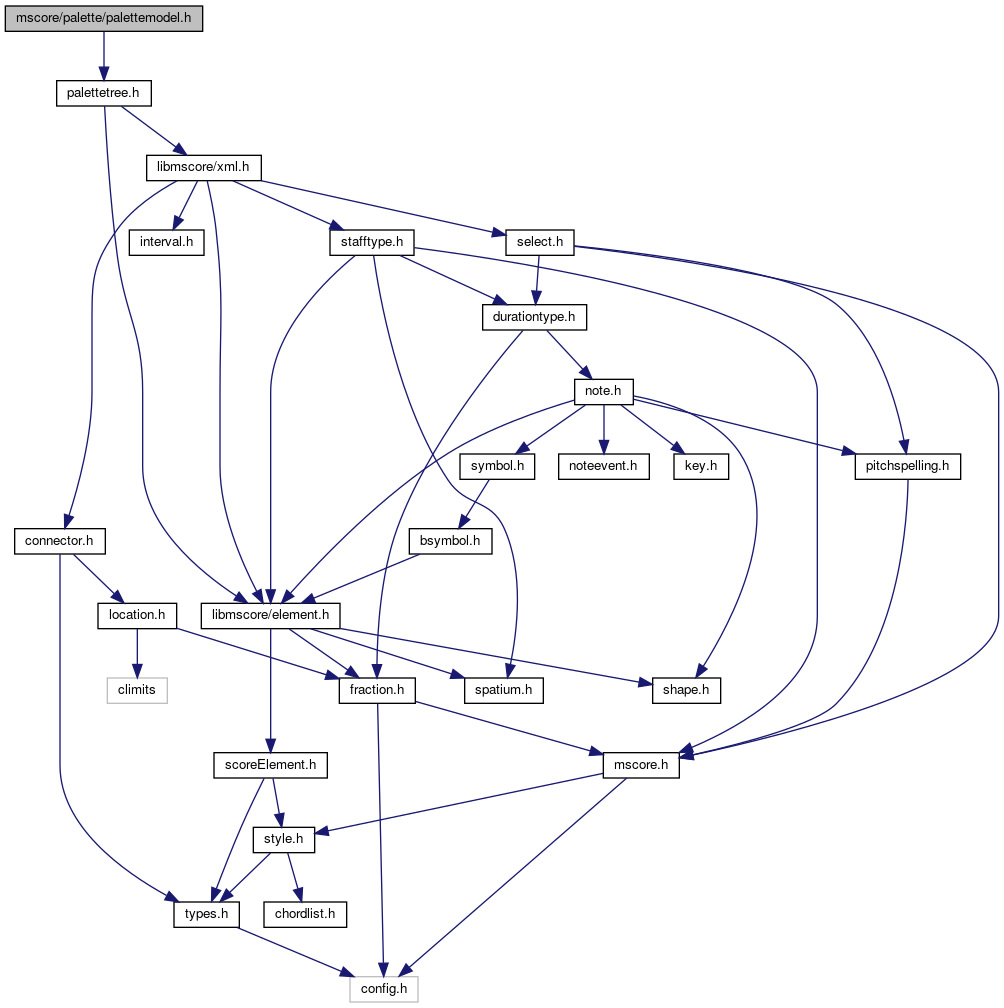 mscore/palette/palettemodel.h
palettetree.h
libmscore/xml.h
interval.h
stafftype.h
select.h
durationtype.h
note.h
symbol.h
noteevent.h
key.h
pitchspelling.h
connector.h
bsymbol.h
location.h
libmscore/element.h
climits
fraction.h
spatium.h
shape.h
scoreElement.h
mscore.h
style.h
types.h
chordlist.h
config.h